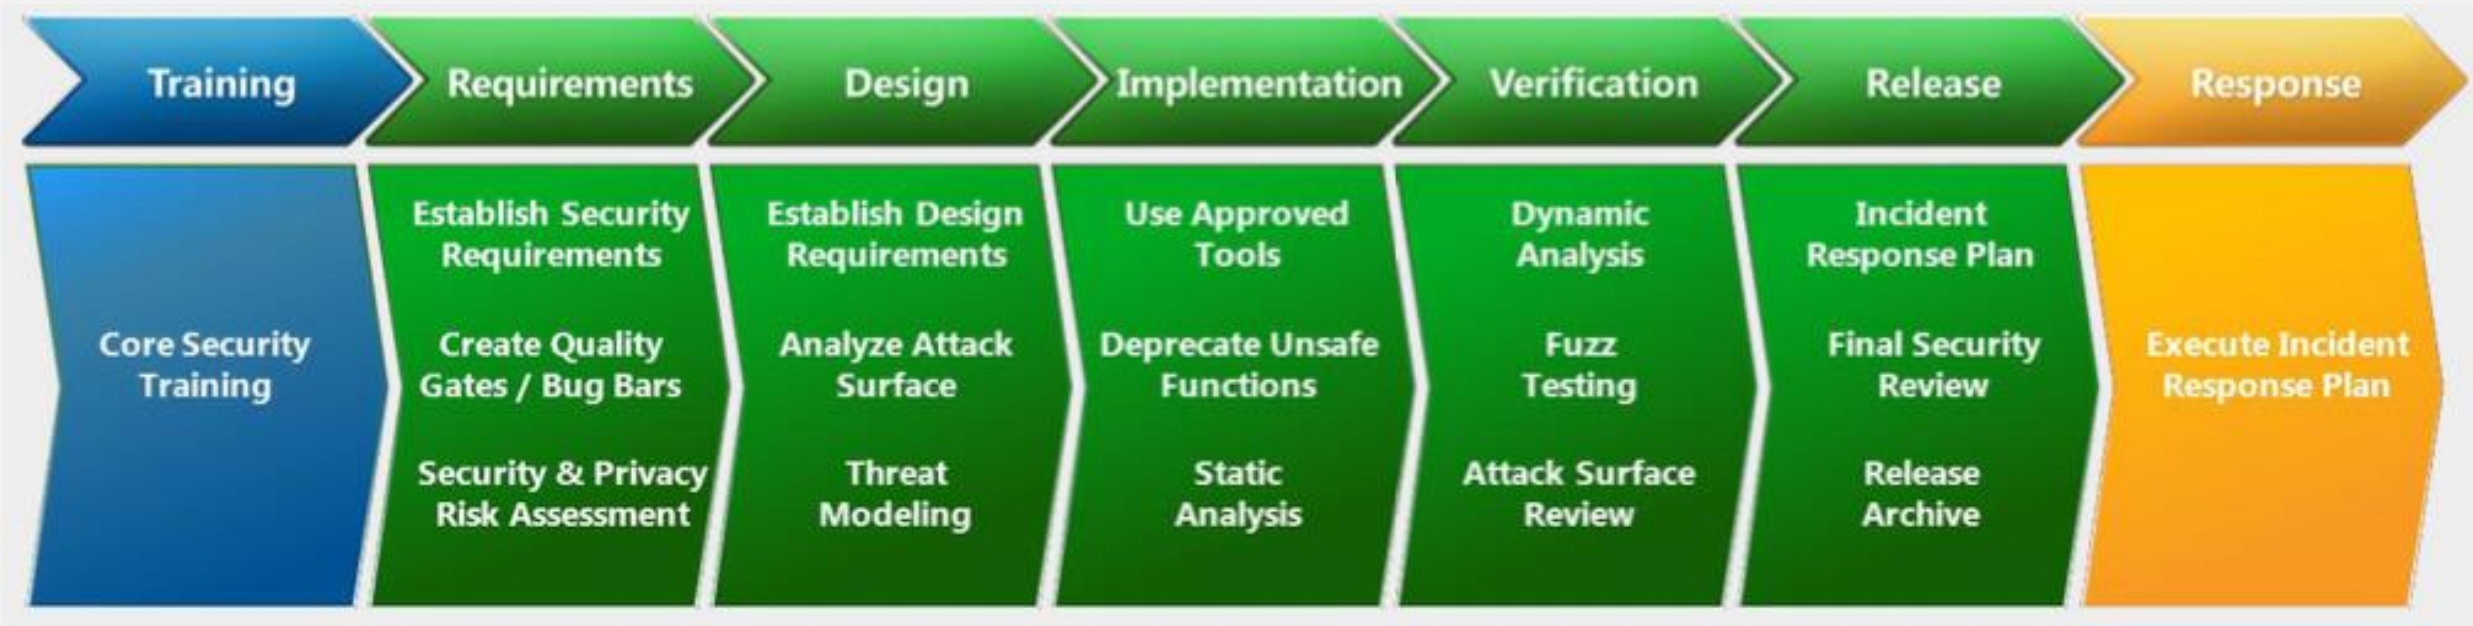 Training
Requirements
Design
Implementation
Verification
Release
Response
Core Security
Training
Establish Security
Requirements
Create Quality
Gates / Bug Bars
Security & Privacy
Risk Assessment
Establish Design
Requirements
Analyze Attack
Surface
Threat
Modeling
Use Approved
Tools
Deprecate Unsafe
Functions
Static
Analysis
Dynamic
Analysis
Fuzz
Testing
Attack Surface
Review
Incident
Response Plan
Final Security
Review
Release
Archive
Execute Incident
Response Plan